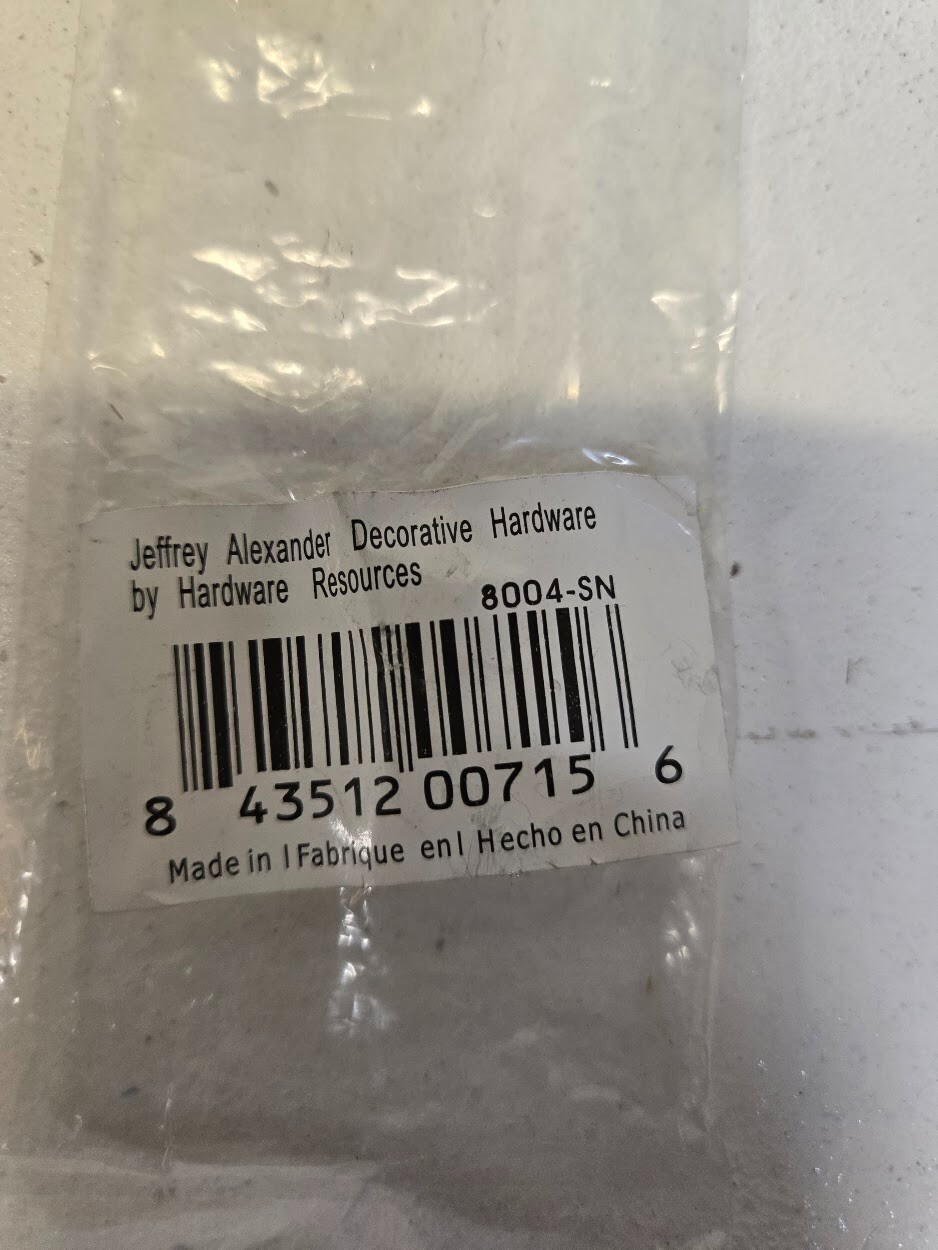 Jeffrey Alexander Decorative Hardware
by Hardware Resources
8004-SN
8 43512 00715 6
Made in | Fabrique en | Hecho en China